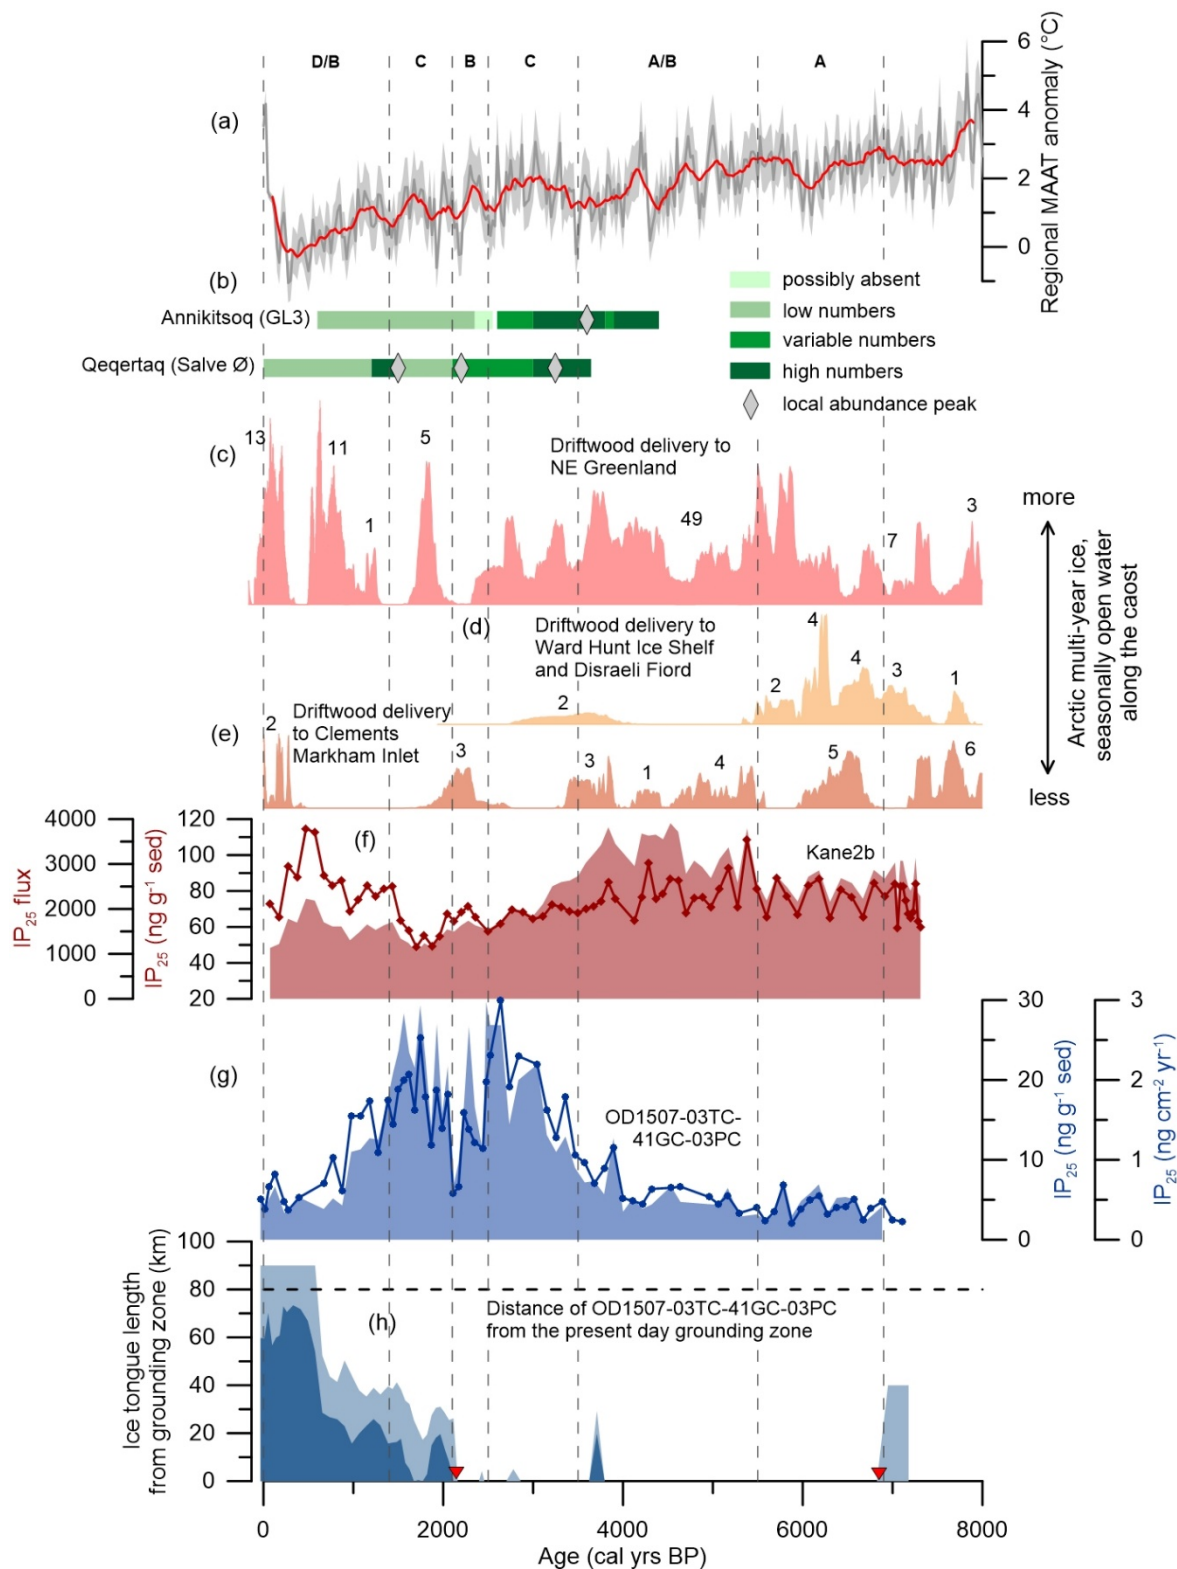 D/B C B C A/B A
(a)
6
4
2
0
Regional MAAT anomaly (°C)
(b)
Annikitsoq (GL3)
Qeqertaq (Salve Ø)
possibly absent
low numbers
variable numbers
high numbers
local abundance peak
(c)
13 11 1 5 49 7 3
Driftwood delivery to
NE Greenland
more
Arctic multi-year ice,
seasonally open water
along the caost
less
(d)
Driftwood delivery to
Ward Hunt Ice Shelf
and Disraeli Fiord
2 2 4 4 3 1
(e)
Driftwood delivery
to Clements
Markham Inlet
2 3 3 1 4 5 6
(f)
Kane2b
IP25 flux
4000
3000
2000
1000
0
IP25 (ng g-1 sed)
120
100
80
60
40
20
(g)
OD1507-03TC-
41GC-03PC
30
20
10
0
IP25 (ng g-1 sed)
3
2
1
0
IP25 (ng cm-2 yr-1)
(h)
Distance of OD1507-03TC-41GC-03PC
from the present day grounding zone
Ice tongue length
from grounding zone (km)
100
80
60
40
20
0
0 2000 4000 6000 8000
Age (cal yrs BP)